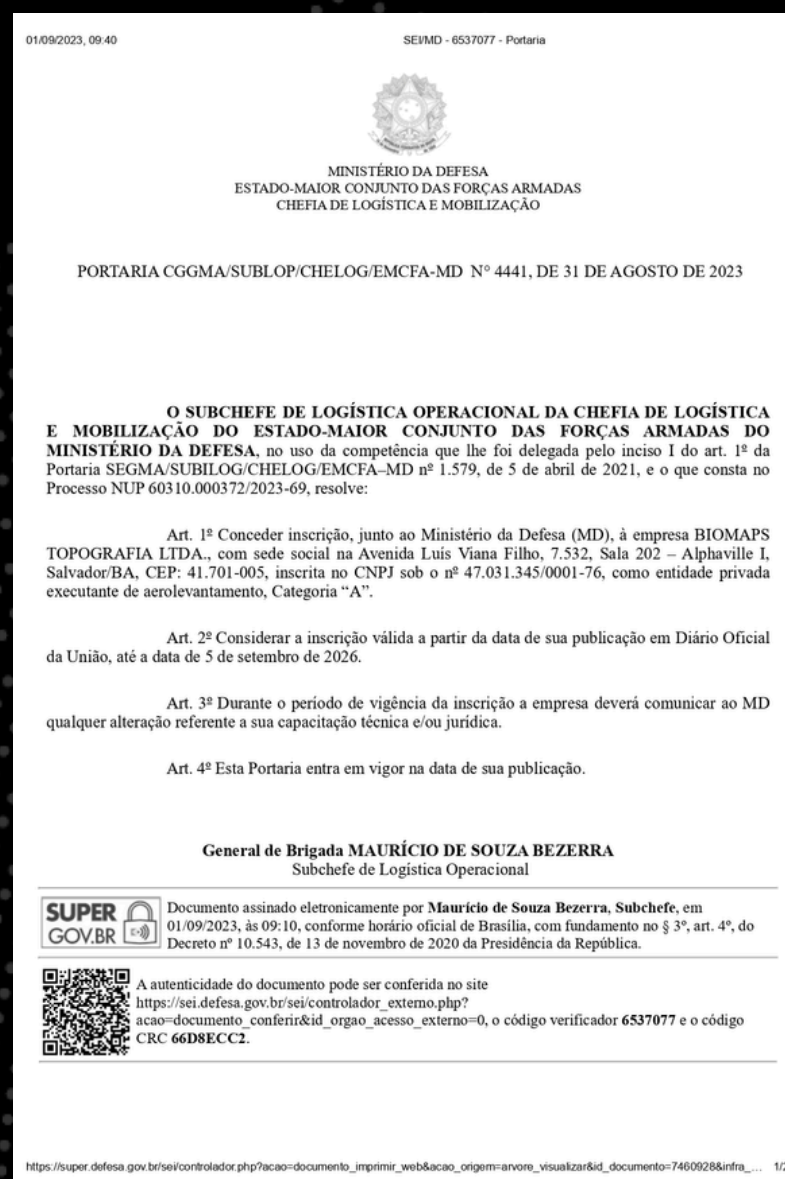 01/09/2023, 09:40
SEI/MD - 6537077 - Portaria
MINISTÉRIO DA DEFESA
ESTADO-MAIOR CONJUNTO DAS FORÇAS ARMADAS
CHEFIA DE LOGÍSTICA E MOBILIZAÇÃO
PORTARIA CGGMA/SUBLOP/CHELOG/EMCFA-MD Nº 4441, DE 31 DE AGOSTO DE 2023
O SUBCHEFE DE LOGÍSTICA OPERACIONAL DA CHEFIA DE LOGÍSTICA
E MOBILIZAÇÃO DO ESTADO-MAIOR CONJUNTO DAS FORÇAS ARMADAS DO
MINISTÉRIO DA DEFESA, no uso da competência que lhe foi delegada pelo inciso I do art. 1º da
Portaria SEGMA/SUBILOG/CHELOG/EMCFA–MD nº 1.579, de 5 de abril de 2021, e o que consta no
Processo NUP 60310.000372/2023-69, resolve:
Art. 1º Conceder inscrição, junto ao Ministério da Defesa (MD), à empresa BIOMAPS
TOPOGRAFIA LTDA., com sede social na Avenida Luís Viana Filho, 7.532, Sala 202 – Alphaville I,
Salvador/BA, CEP: 41.701-005, inscrita no CNPJ sob o nº 47.031.345/0001-76, como entidade privada
executante de aerolevantamento, Categoria “A”.
Art. 2º Considerar a inscrição válida a partir da data de sua publicação em Diário Oficial
da União, até a data de 5 de setembro de 2026.
Art. 3º Durante o período de vigência da inscrição a empresa deverá comunicar ao MD
qualquer alteração referente a sua capacitação técnica e/ou jurídica.
Art. 4º Esta Portaria entra em vigor na data de sua publicação.
General de Brigada MAURÍCIO DE SOUZA BEZERRA
Subchefe de Logística Operacional
SUPER
GOV.BR
Documento assinado eletronicamente por Maurício de Souza Bezerra, Subchefe, em
01/09/2023, às 09:10, conforme horário oficial de Brasília, com fundamento no § 3º, art. 4º, do
Decreto nº 10.543, de 13 de novembro de 2020 da Presidência da República.
A autenticidade do documento pode ser conferida no site
https://sei.defesa.gov.br/sei/controlador_externo.php?
acao=documento_conferir&id_orgao_acesso_externo=0, o código verificador 6537077 e o código
CRC 66D8ECC2.
https://super.defesa.gov.br/sei/controlador.php?acao=documento_imprimir_web&acao_origem=arvore_visualizar&id_documento=7460928&infra_... 1/2